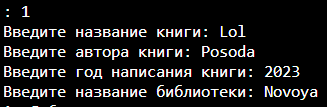 : 1
Введите название книги: Lol
Введите автора книги: Posoda
Введите год написания книги: 2023
Введите название библиотеки: Novoya